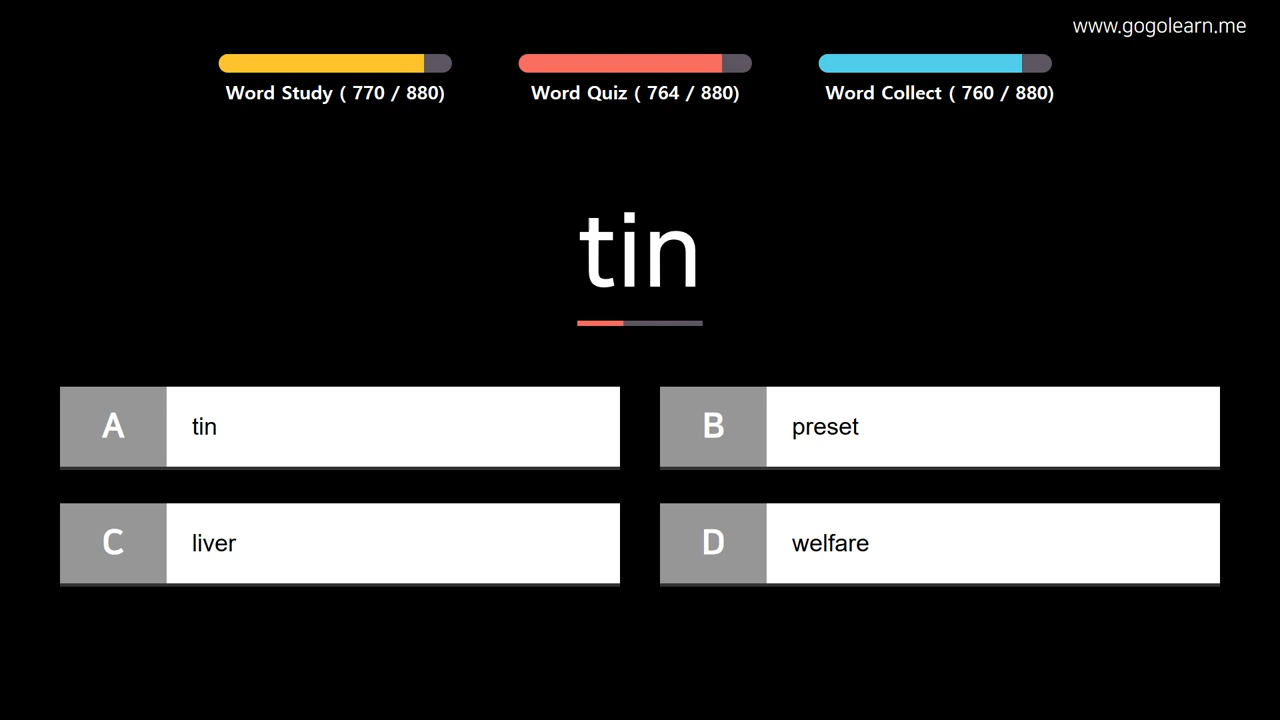 www.gogolearn.me
Word Study ( 770 / 880)
Word Quiz ( 764 / 880)
Word Collect ( 760 / 880)
tin
A tin
B preset
C liver
D welfare